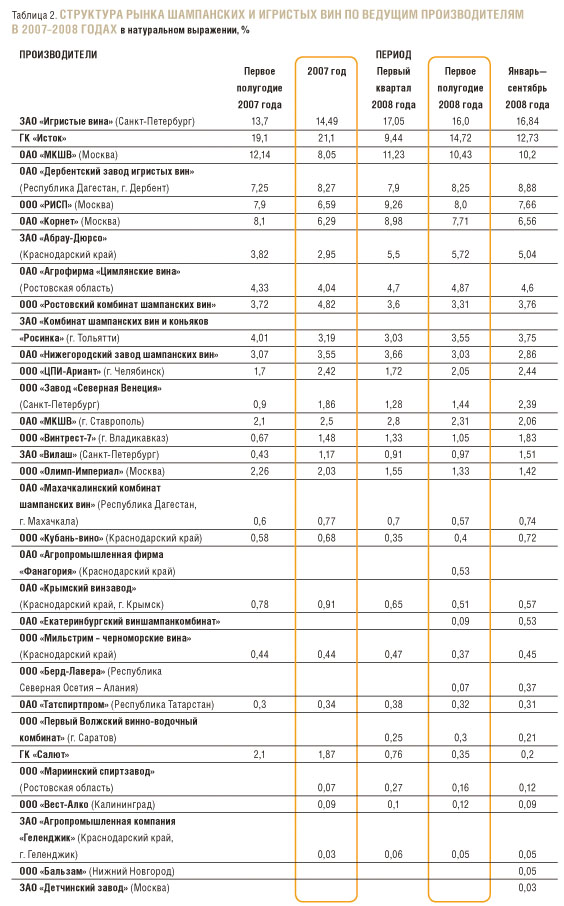 Таблица 2. СТРУКТУРА РЫНКА ШАМПАНСКИХ И ИГРИСТЫХ ВИН ПО ВЕДУЩИМ ПРОИЗВОДИТЕЛЯМ
В 2007-2008 ГОДАХ в натуральном выражении, %
ПРОИЗВОДИТЕЛИ ПЕРИОД
Первое 2007 год Первый Первое Январь—
полугодие квартал полугодие сентябрь
2007 года 2008 года 2008 года 2008 года
ЗАО «Игристые вина» (Санкт-Петербург) 13,7 14,49 17,05 16,0 16,84
ГК «Исток» 19,1 21,1 9,44 14,72 12,73
ОАО «МКШВ» (Москва) 12,14 8,05 11,23 10,43 10,2
ОАО «Дербентский завод игристых вин»
(Республика Дагестан, г. Дербент) 7,25 8,27 7,9 8,25 8,88
ООО «РИСП» (Москва) 7,9 6,59 9,26 8,0 7,66
ОАО «Корнет» (Москва) 8,1 6,29 8,98 7,71 6,56
ЗАО «Абрау-Дюрсо»
(Краснодарский край) 3,82 2,95 5,5 5,72 5,04
ОАО «Агрофирма «Цимлянские вина»
(Ростовская область) 4,33 4,04 4,7 4,87 4,6
ООО «Ростовский комбинат шампанских вин» 3,72 4,82 3,6 3,31 3,76
ЗАО «Комбинат шампанских вин и коньяков
«Росинка» (г. Тольятти) 4,01 3,19 3,03 3,55 3,75
ОАО «Нижегородский завод шампанских вин» 3,07 3,55 3,66 3,03 2,86
ООО «ЦПИ-Ариант» (г. Челябинск) 1,7 2,42 1,72 2,05 2,44
ООО «Завод «Северная Венеция»
(Санкт-Петербург) 0,9 1,86 1,28 1,44 2,39
ОАО «МКШВ» (г. Ставрополь) 2,1 2,5 2,8 2,31 2,06
ООО «Винтрест-7» (г. Владикавказ) 0,67 1,48 1,33 1,05 1,83
ЗАО «Вилаш» (Санкт-Петербург) 0,43 1,17 0,91 0,97 1,51
ООО «Олимп-Империал» (Москва) 2,26 2,03 1,55 1,33 1,42
ОАО «Махачкалинский комбинат
шампанских вин» (Республика Дагестан,
г. Махачкала) 0,6 0,77 0,7 0,57 0,74
ООО «Кубань-вино» (Краснодарский край) 0,58 0,68 0,35 0,4 0,72
ОАО «Агропромышленная фирма
«Фанагория» (Краснодарский край) 0,53
ОАО «Крымский винзавод»
(Краснодарский край, г. Крымск) 0,78 0,91 0,65 0,51 0,57
ОАО «Екатеринбургский виншампанкомбинат» 0,09 0,53
ООО «Мильстрим – черноморские вина»
(Краснодарский край) 0,44 0,44 0,47 0,37 0,45
ООО «Берд-Лавера» (Республика
Северная Осетия – Алания) 0,07 0,37
ОАО «Татспиртпром» (Республика Татарстан) 0,3 0,34 0,38 0,32 0,31
ООО «Первый Волжский винно-водочный
комбинат» (г. Саратов) 0,25 0,3 0,21
ГК «Салют» 2,1 1,87 0,76 0,35 0,2
ООО «Мариинский спиртзавод»
(Ростовская область) 0,07 0,27 0,16 0,12
ООО «Вест-Алко (Калининград) 0,09 0,1 0,12 0,09
ЗАО «Агропромышленная компания
«Геленджик» (Краснодарский край,
г. Геленджик) 0,03 0,06 0,05 0,05
ООО «Бальзам» (Нижний Новгород) 0,05
ЗАО «Детчинский завод» (Москва) 0,03